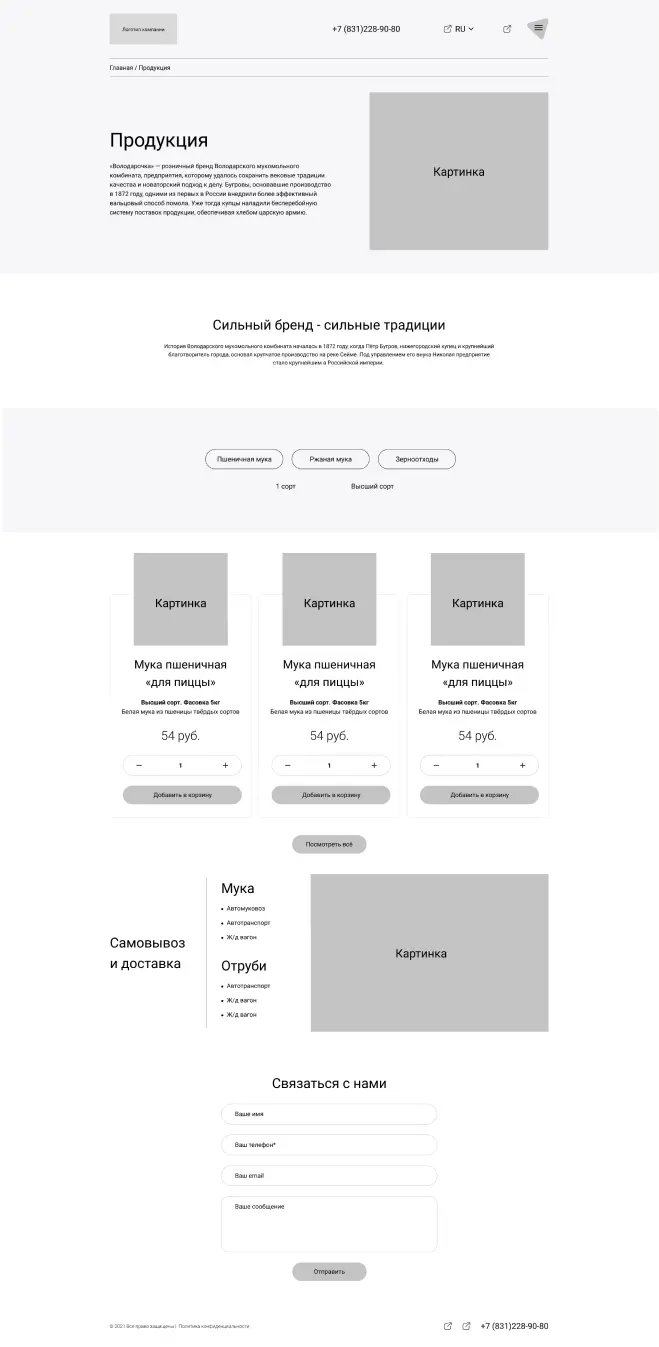 Логотип компании
+7 (831)228-90-80
RU
Главная / Продукция
Продукция
«Володарочка» — розничный бренд Володарского мукомольного
комбината, предприятия, которому удалось сохранить вековые традиции
качества и новаторский подход к делу. Бугровы, основавшие производство
в 1872 году, одними из первых в России внедрили более эффективный
вальцовый способ помола. Уже тогда купцы наладили бесперебойную
систему поставок продукции, обеспечивая хлебом царскую армию.
Картинка
Сильный бренд - сильные традиции
История Володарского мукомольного комбината началась в 1872 году, когда Пётр Бугров, нижегородский купец и крупнейший
благотворитель города, основал крупчатое производство на реке Сейме. Под управлением его внука Николая предприятие
стало крупнейшим в Российской империи.
Пшеничная мука
Ржаная мука
Зерноотходы
1 сорт
Высший сорт
Картинка
Мука пшеничная
«для пиццы»
Высший сорт. Фасовка 5кг
Белая мука из пшеницы твёрдых сортов
54 руб.
− 1 +
Добавить в корзину
Картинка
Мука пшеничная
«для пиццы»
Высший сорт. Фасовка 5кг
Белая мука из пшеницы твёрдых сортов
54 руб.
− 1 +
Добавить в корзину
Картинка
Мука пшеничная
«для пиццы»
Высший сорт. Фасовка 5кг
Белая мука из пшеницы твёрдых сортов
54 руб.
− 1 +
Добавить в корзину
Посмотреть всё
Самовывоз
и доставка
Мука
• Автомуковоз
• Автотранспорт
• Ж/д вагон
Отруби
• Автотранспорт
• Ж/д вагон
• Ж/д вагон
Картинка
Связаться с нами
Ваше имя
Ваш телефон*
Ваш email
Ваше сообщение
Отправить
© 2021 Все права защищены | Политика конфиденциальности
+7 (831)228-90-80